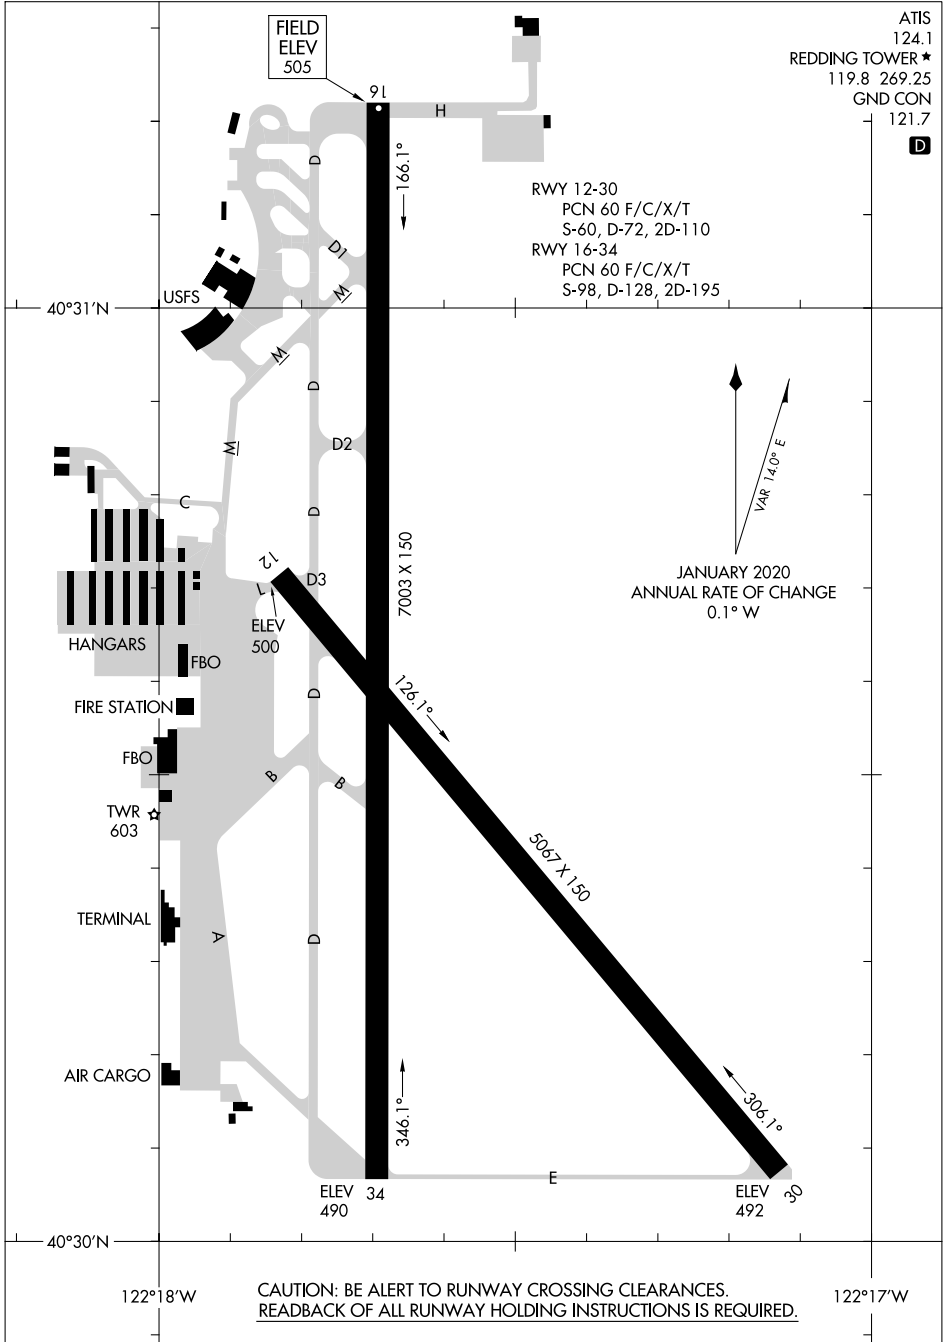 ATIS
124.1
REDDING TOWER ★
119.8 269.25
GND CON
121.7
D
FIELD
ELEV
505
16
H
D
166.1°
RWY 12-30
PCN 60 F/C/X/T
S-60, D-72, 2D-110
RWY 16-34
PCN 60 F/C/X/T
S-98, D-128, 2D-195
D1
W
USFS
40°31'N
W
D
D2
W
VAR 14.0° E
C
D
7003 X 150
12
D3
L
JANUARY 2020
ANNUAL RATE OF CHANGE
0.1° W
ELEV
500
HANGARS
FBO
D
126.1°
FIRE STATION
FBO
B
B
TWR
603
5067 X 150
TERMINAL
A
D
AIR CARGO
346.1°
306.1°
E
ELEV
490
34
ELEV
492
30
40°30'N
122°18'W
122°17'W
CAUTION: BE ALERT TO RUNWAY CROSSING CLEARANCES.
READBACK OF ALL RUNWAY HOLDING INSTRUCTIONS IS REQUIRED.